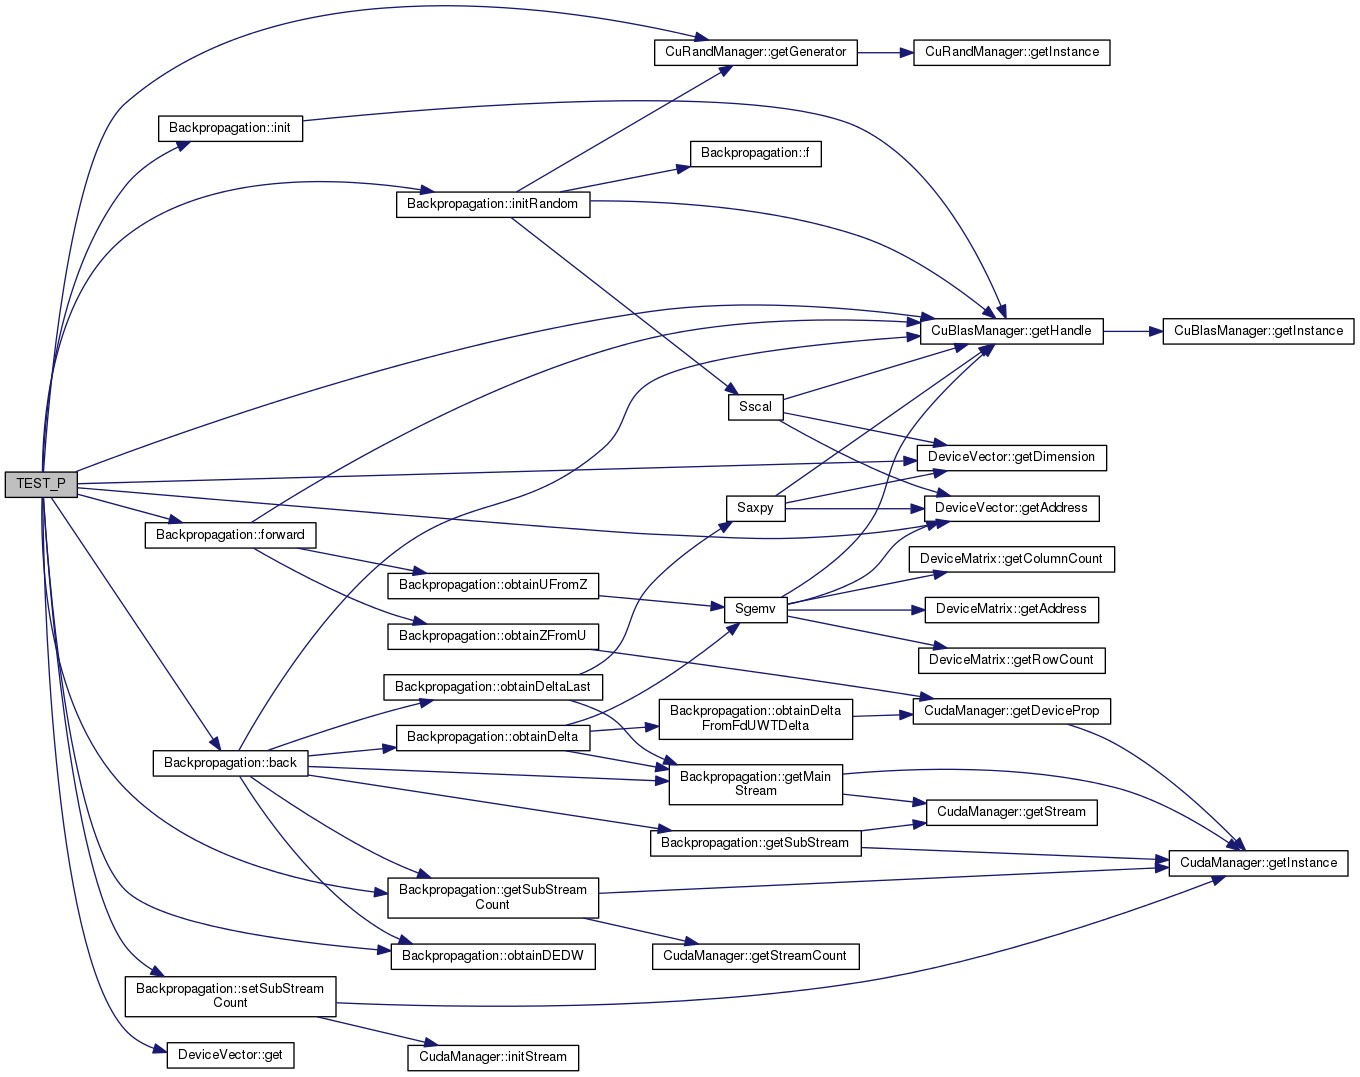 CuRandManager::getGenerator
CuRandManager::getInstance
Backpropagation::init
Backpropagation::f
Backpropagation::initRandom
CuBlasManager::getHandle
CuBlasManager::getInstance
Sscal
DeviceVector::getDimension
TEST_P
Saxpy
DeviceVector::getAddress
Backpropagation::forward
DeviceMatrix::getColumnCount
Backpropagation::obtainUFromZ
Sgemv
DeviceMatrix::getAddress
Backpropagation::obtainZFromU
DeviceMatrix::getRowCount
Backpropagation::obtainDeltaLast
Backpropagation::obtainDelta
FromFdUWTDelta
CudaManager::getDeviceProp
Backpropagation::obtainDelta
Backpropagation::back
Backpropagation::getMain
Stream
CudaManager::getStream
Backpropagation::getSubStream
CudaManager::getInstance
Backpropagation::getSubStream
Count
Backpropagation::obtainDEDW
CudaManager::getStreamCount
Backpropagation::setSubStream
Count
DeviceVector::get
CudaManager::initStream